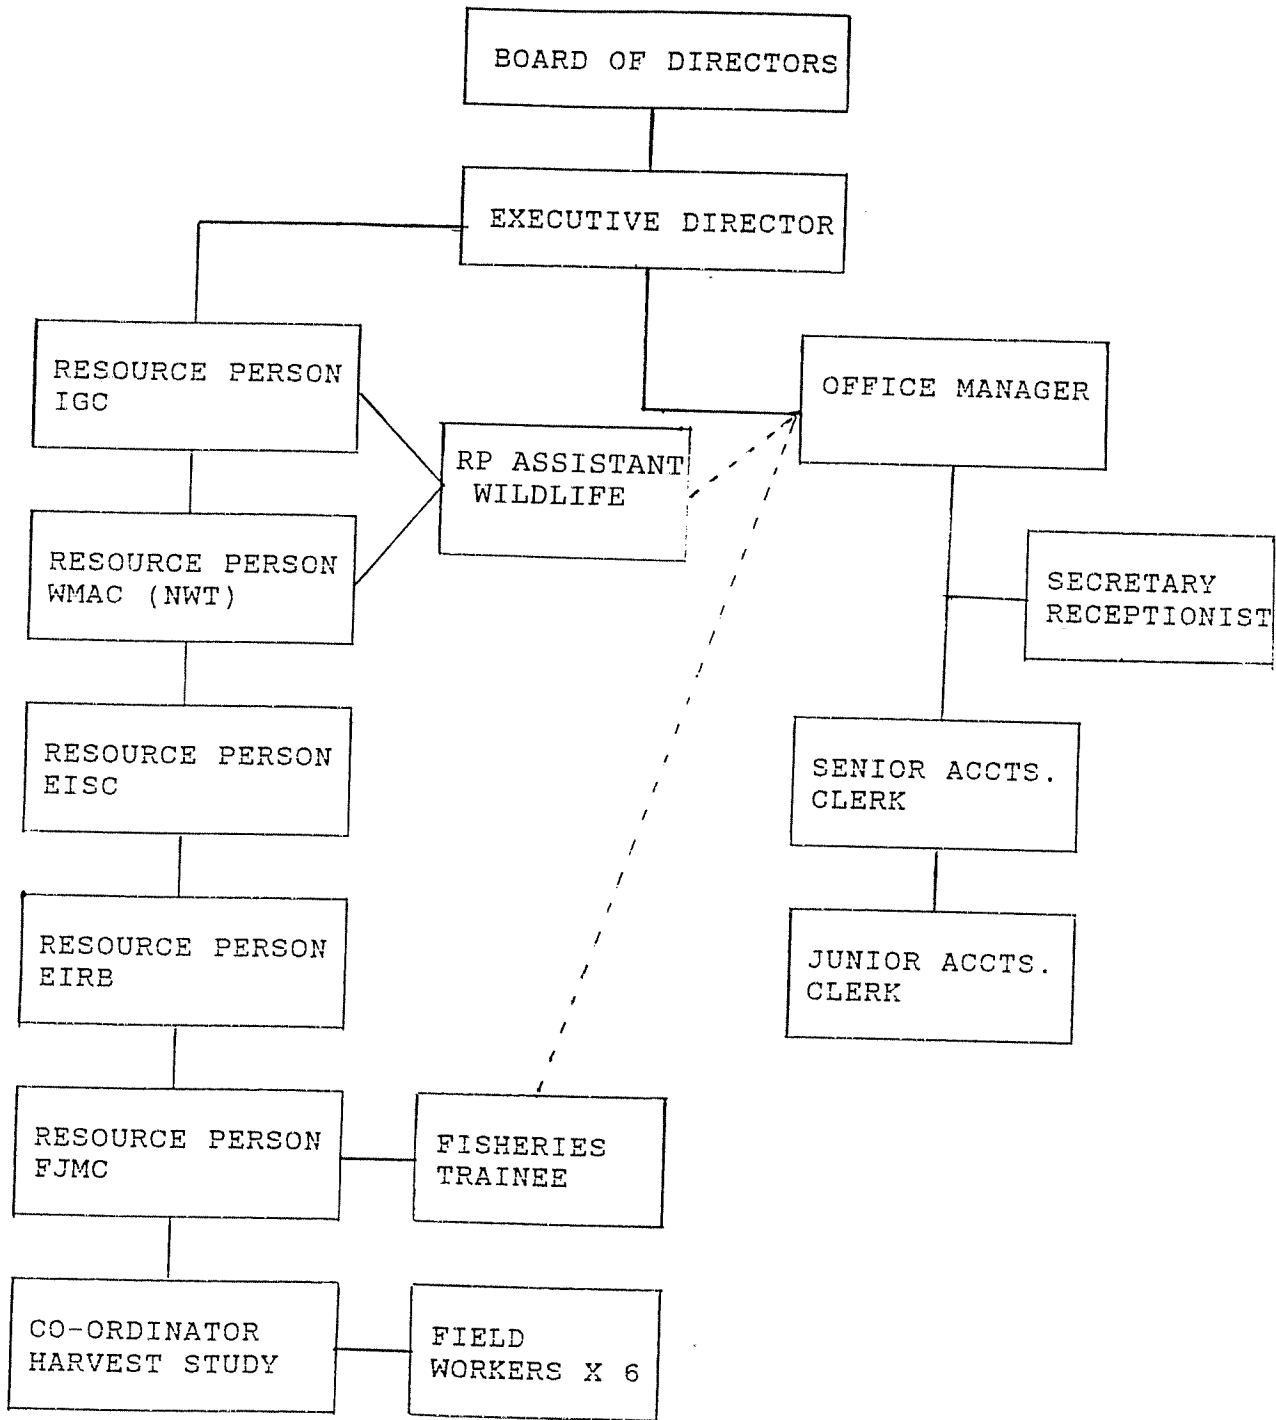 BOARD OF DIRECTORS
EXECUTIVE DIRECTOR
RESOURCE PERSON
IGC
OFFICE MANAGER
RP ASSISTANT
WILDLIFE
RESOURCE PERSON
WMAC (NWT)
SECRETARY
RECEPTIONIST
RESOURCE PERSON
EISC
SENIOR ACCTS.
CLERK
RESOURCE PERSON
EIRB
JUNIOR ACCTS.
CLERK
RESOURCE PERSON
FJMC
FISHERIES
TRAINEE
CO-ORDINATOR
HARVEST STUDY
FIELD
WORKERS X 6